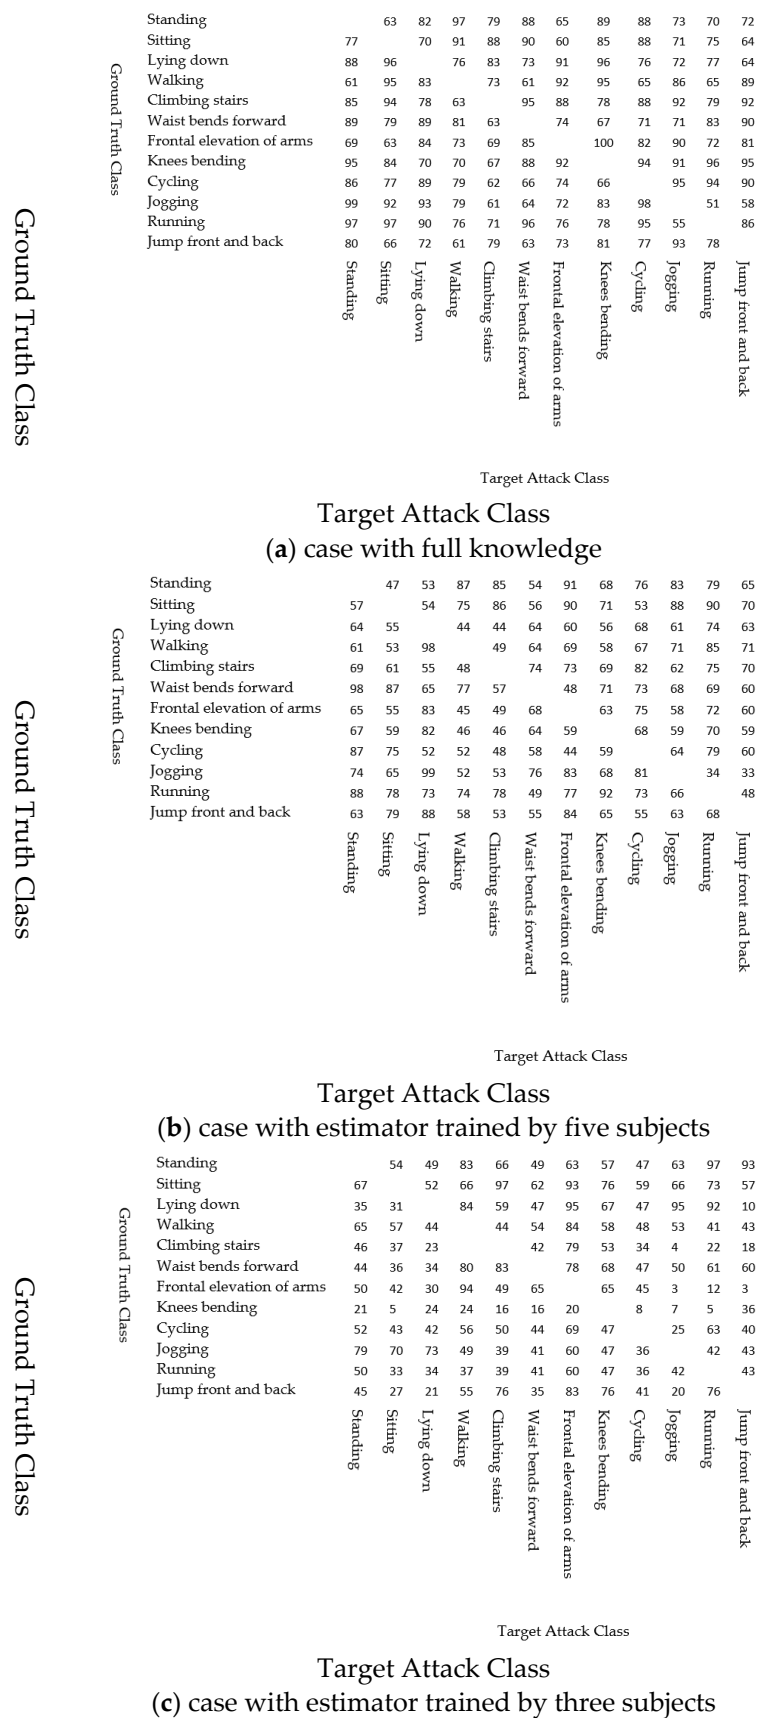 Standing 63 82 97 79 88 65 89 88 73 70 72
Sitting 77 70 91 88 90 60 85 88 71 75 64
Lying down 88 96 76 83 73 91 96 76 72 77 64
Walking 61 95 83 73 61 92 95 65 86 65 89
Climbing stairs 85 94 78 63 95 88 78 88 92 79 92
Waist bends forward 89 79 89 81 63 74 67 71 71 83 90
Frontal elevation of arms 69 63 84 73 69 85 100 82 90 72 81
Knees bending 95 84 70 70 67 88 92 94 91 96 95
Cycling 86 77 89 79 62 66 74 66 95 94 90
Jogging 99 92 93 79 61 64 72 83 98 51 58
Running 97 97 90 76 71 96 76 78 95 55 86
Jump front and back 80 66 72 61 79 63 73 81 77 93 78
Ground Truth Class
Ground Truth Class
Standing
Sitting
Lying down
Walking
Climbing stairs
Waist bends forward
Frontal elevation of arms
Knees bending
Cycling
Jogging
Running
Jump front and back
Target Attack Class
Target Attack Class
(a) case with full knowledge
Standing 47 53 87 85 54 91 68 76 83 79 65
Sitting 57 54 75 86 56 90 71 53 88 90 70
Lying down 64 55 44 44 64 60 56 68 61 74 63
Walking 61 53 98 49 64 69 58 67 71 85 71
Climbing stairs 69 61 55 48 74 73 69 82 62 75 70
Waist bends forward 98 87 65 77 57 48 71 73 68 69 60
Frontal elevation of arms 65 55 83 45 49 68 63 75 58 72 60
Knees bending 67 59 82 46 46 64 59 68 59 70 59
Cycling 87 75 52 52 48 58 44 59 64 79 60
Jogging 74 65 99 52 53 76 83 68 81 34 33
Running 88 78 73 74 78 49 77 92 73 66 48
Jump front and back 63 79 88 58 53 55 84 65 55 63 68
Ground Truth Class
Ground Truth Class
Standing
Sitting
Lying down
Walking
Climbing stairs
Waist bends forward
Frontal elevation of arms
Knees bending
Cycling
Jogging
Running
Jump front and back
Target Attack Class
Target Attack Class
(b) case with estimator trained by five subjects
Standing 54 49 83 66 49 63 57 47 63 97 93
Sitting 67 52 66 97 62 93 76 59 66 73 57
Lying down 35 31 84 59 47 95 67 47 95 92 10
Walking 65 57 44 44 54 84 58 48 53 41 43
Climbing stairs 46 37 23 42 79 53 34 4 22 18
Waist bends forward 44 36 34 80 83 78 68 47 50 61 60
Frontal elevation of arms 50 42 30 94 49 65 65 45 3 12 3
Knees bending 21 5 24 24 16 16 20 8 7 5 36
Cycling 52 43 42 56 50 44 69 47 25 63 40
Jogging 79 70 73 49 39 41 60 47 36 42 43
Running 50 33 34 37 39 41 60 47 36 42 43
Jump front and back 45 27 21 55 76 35 83 76 41 20 76
Ground Truth Class
Ground Truth Class
Standing
Sitting
Lying down
Walking
Climbing stairs
Waist bends forward
Frontal elevation of arms
Knees bending
Cycling
Jogging
Running
Jump front and back
Target Attack Class
Target Attack Class
(c) case with estimator trained by three subjects